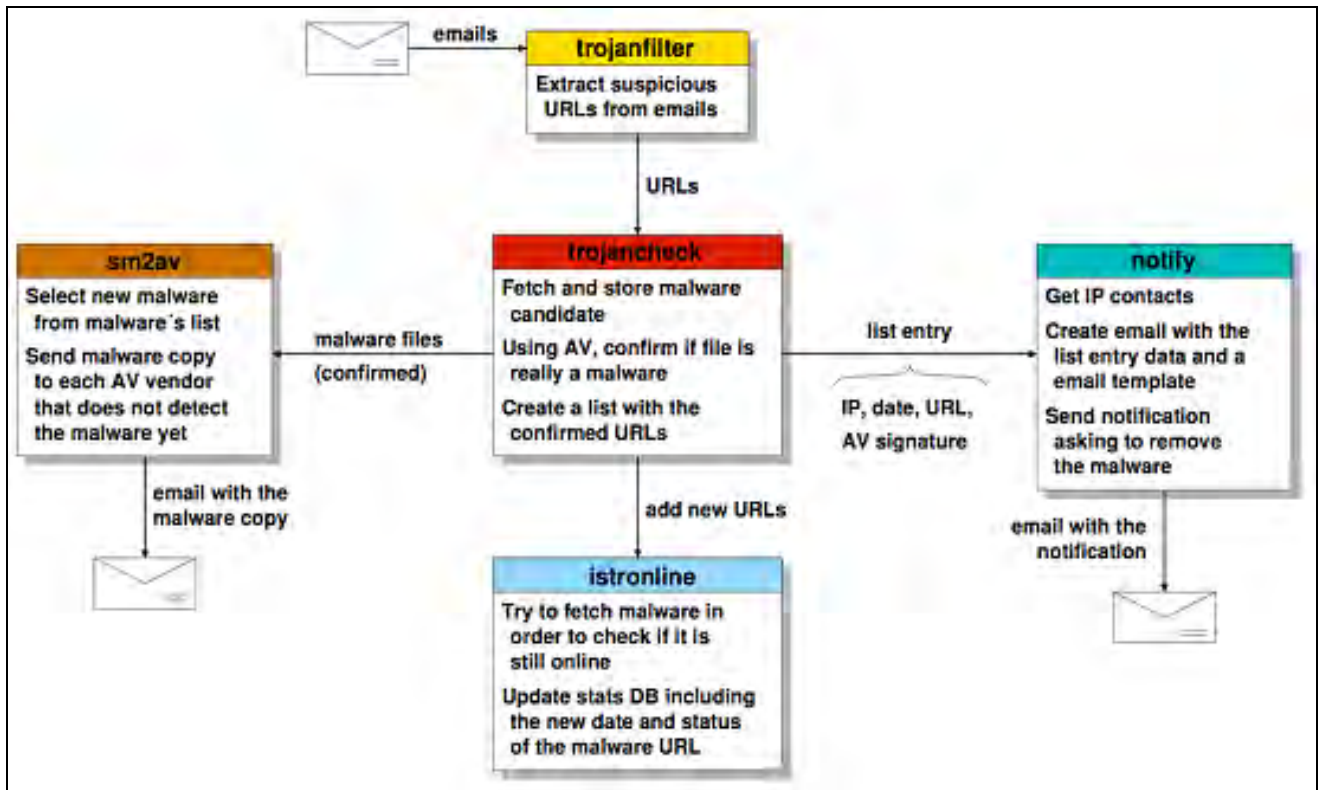 emails
trojanfilter
Extract suspicious
URLs from emails
URLs
sm2av
Select new malware
from malware´s list
Send malware copy
to each AV vendor
that does not detect
the malware yet
malware files
(confirmed)
trojancheck
Fetch and store malware
candidate
Using AV, confirm if file is
really a malware
Create a list with the
confirmed URLs
list entry
IP, date, URL,
AV signature
notify
Get IP contacts
Create email with the
list entry data and a
email template
Send notification
asking to remove
the malware
email with the
malware copy
add new URLs
email with the
notification
istronline
Try to fetch malware in
order to check if it is
still online
Update stats DB including
the new date and status
of the malware URL